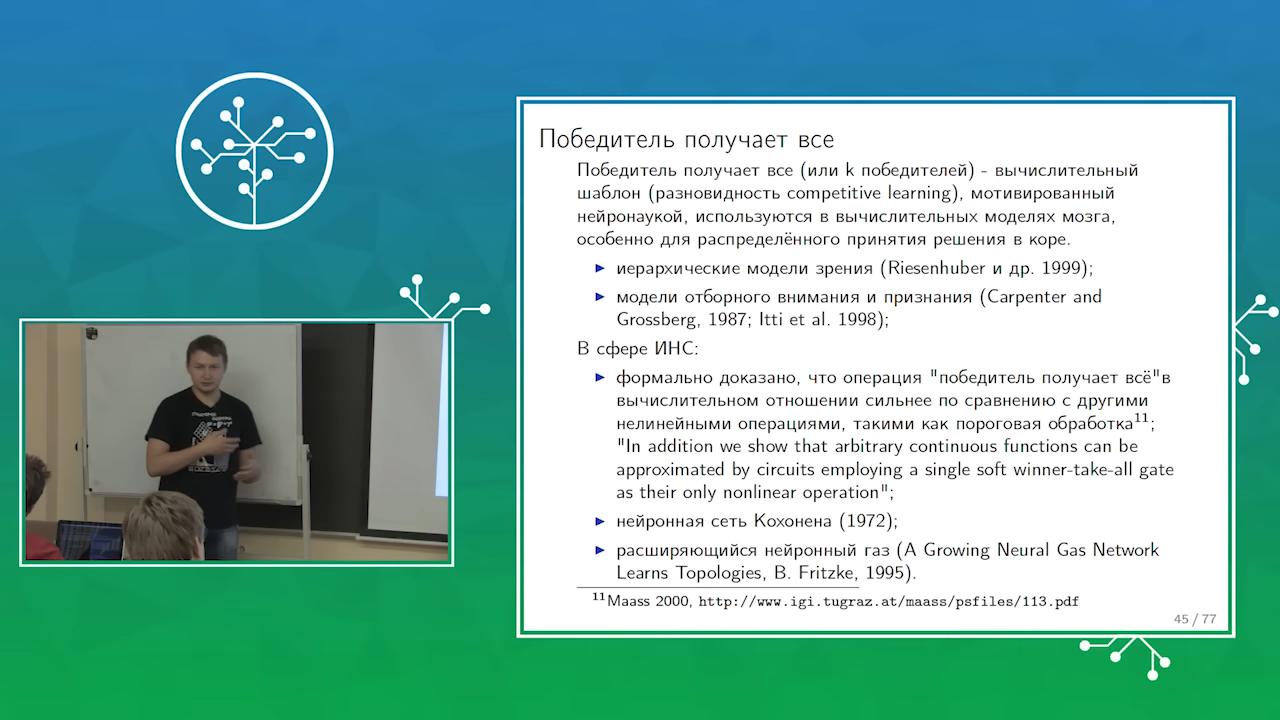 Победитель получает все
Победитель получает все (или k победителей) - вычислительный
шаблон (разновидность competitive learning), мотивированный
нейронаукой, используются в вычислительных моделях мозга,
особенно для распределённого принятия решения в коре.
иерархические модели зрения (Riesenhuber и др. 1999);
модели отборного внимания и признания (Carpenter and
Grossberg, 1987; Itti et al. 1998);
В сфере ИНС:
формально доказано, что операция "победитель получает всё"в
вычислительном отношении сильнее по сравнению с другими
нелинейными операциями, такими как пороговая обработка¹¹;
"In addition we show that arbitrary continuous functions can be
approximated by circuits employing a single soft winner-take-all gate
as their only nonlinear operation";
нейронная сеть Кохонена (1972);
расширяющийся нейронный газ (A Growing Neural Gas Network
Learns Topologies, B. Fritzke, 1995).
¹¹Maass 2000, http://www.igi.tugraz.at/maass/psfiles/113.pdf
45 / 77